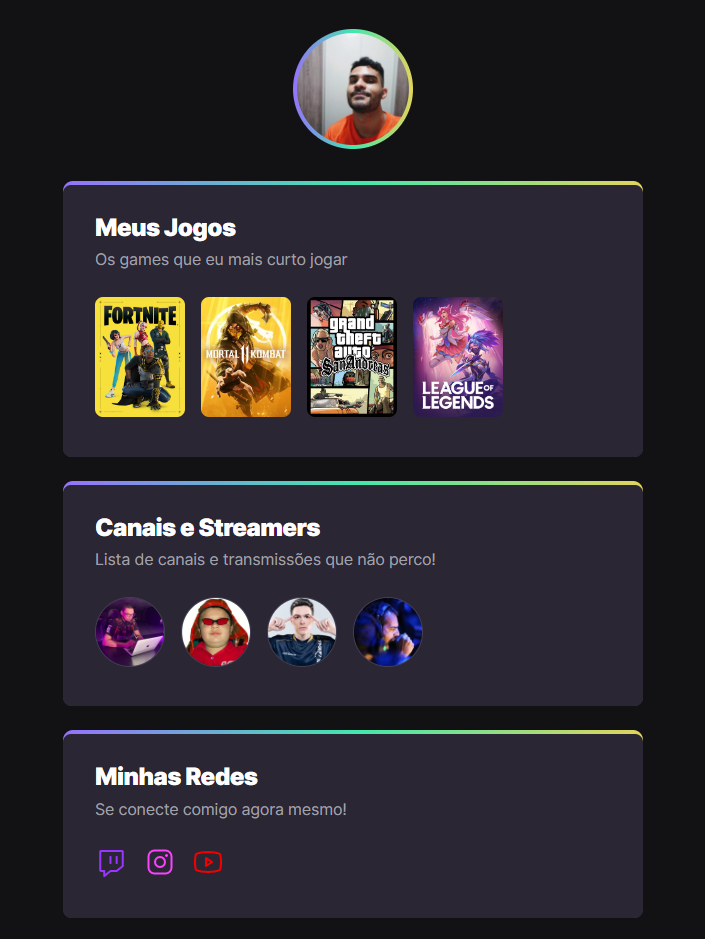 Meus Jogos
Os games que eu mais curto jogar
FORTNITE
MORTAL 11 KOMBAT
grand
theft
auto
San Andreas
LEAGUE OF
LEGENDS
Canais e Streamers
Lista de canais e transmissões que não perco!
Minhas Redes
Se conecte comigo agora mesmo!